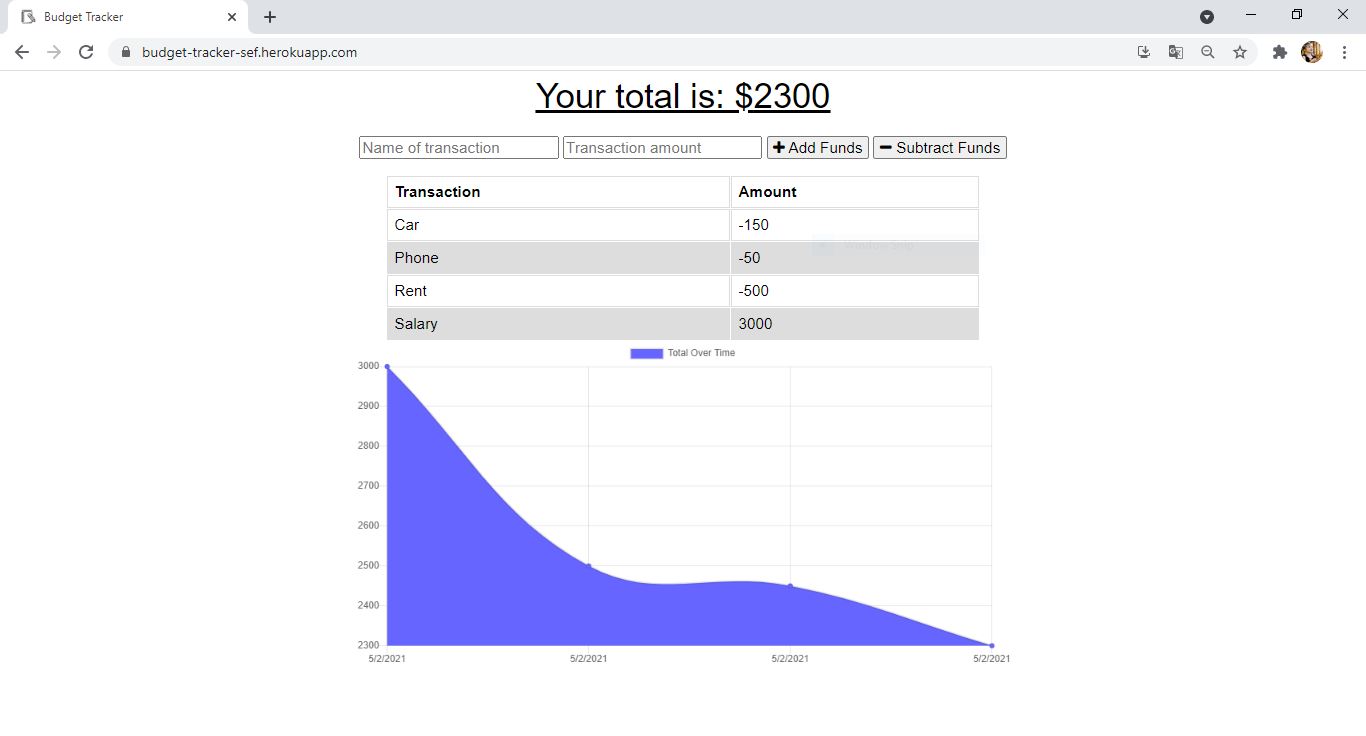 Budget Tracker
budget-tracker-sef.herokuapp.com
Your total is: $2300
Name of transaction Transaction amount Add Funds Subtract Funds
Transaction Amount
Car -150
Phone -50
Rent -500
Salary 3000
Total Over Time
3000
2900
2800
2700
2600
2500
2400
2300
5/2/2021 5/2/2021 5/2/2021 5/2/2021